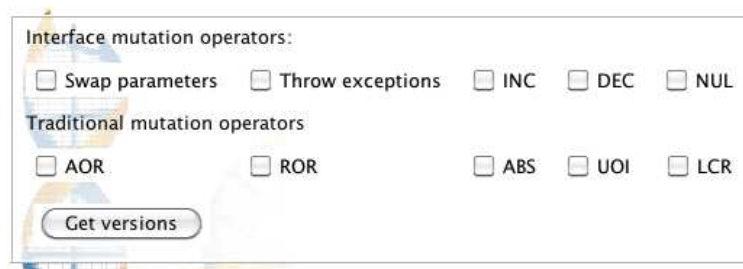 Interface mutation operators:
Swap parameters Throw exceptions INC DEC NUL
Traditional mutation operators
AOR ROR ABS UOI LCR
Get versions